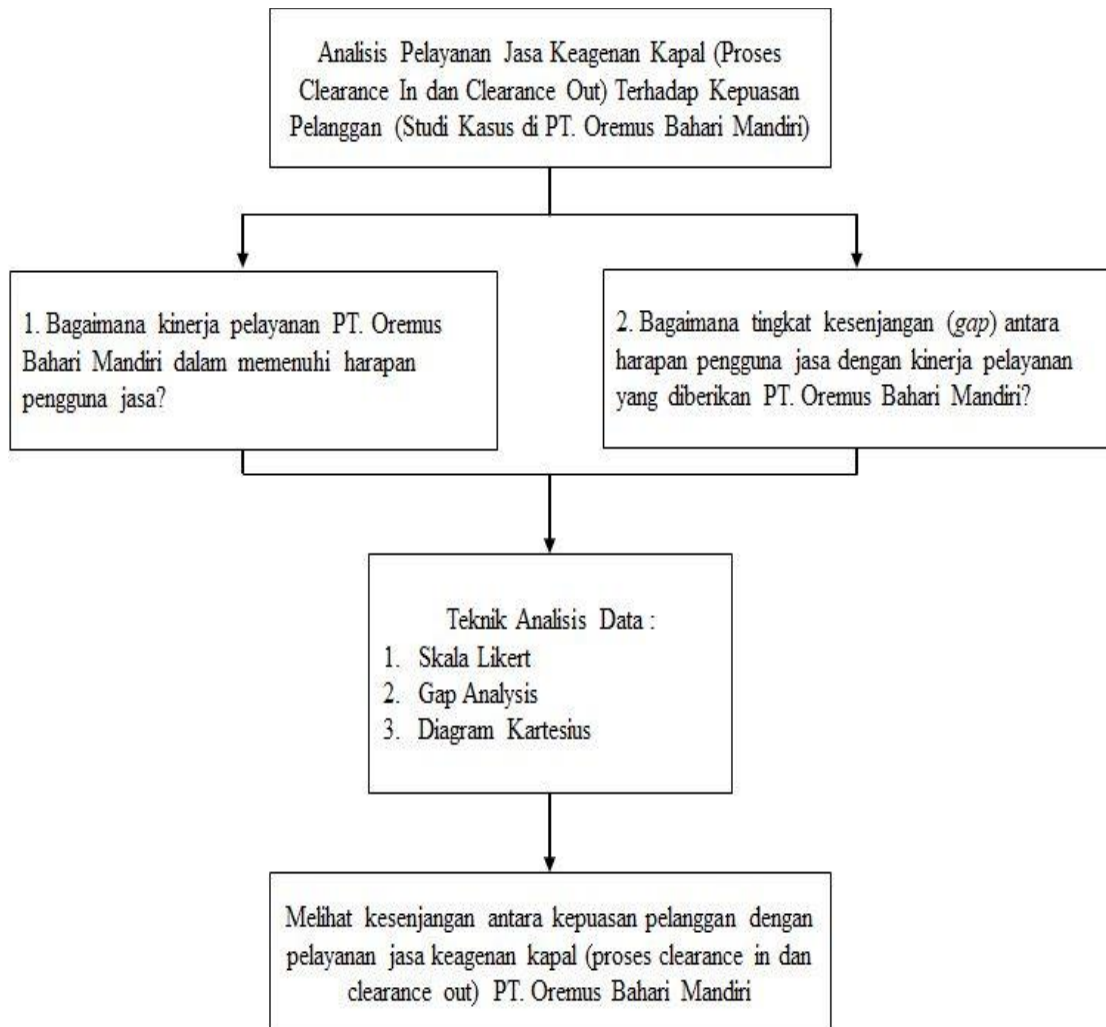 Analisis Pelayanan Jasa Keagenan Kapal (Proses
Clearance In dan Clearance Out) Terhadap Kepuasan
Pelanggan (Studi Kasus di PT. Oremus Bahari Mandiri)
1. Bagaimana kinerja pelayanan PT. Oremus
Bahari Mandiri dalam memenuhi harapan
pengguna jasa?
2. Bagaimana tingkat kesenjangan (gap) antara
harapan pengguna jasa dengan kinerja pelayanan
yang diberikan PT. Oremus Bahari Mandiri?
Teknik Analisis Data :
1. Skala Likert
2. Gap Analysis
3. Diagram Kartesius
Melihat kesenjangan antara kepuasan pelanggan dengan
pelayanan jasa keagenan kapal (proses clearance in dan
clearance out) PT. Oremus Bahari Mandiri